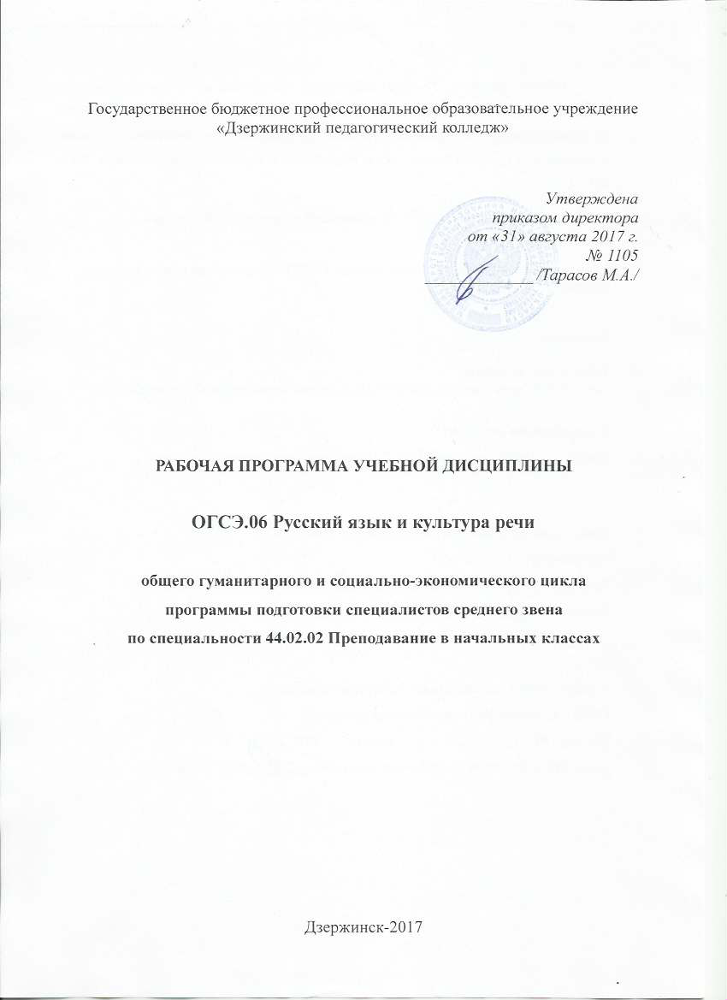 Государственное бюджетное профессиональное образовательное учреждение
«Дзержинский педагогический колледж»
Утверждена
приказом директора
от «31» августа 2017 г.
№ 1105
_____________ /Тарасов М.А./
РАБОЧАЯ ПРОГРАММА УЧЕБНОЙ ДИСЦИПЛИНЫ
ОГСЭ.06 Русский язык и культура речи
общего гуманитарного и социально-экономического цикла
программы подготовки специалистов среднего звена
по специальности 44.02.02 Преподавание в начальных классах
Дзержинск-2017